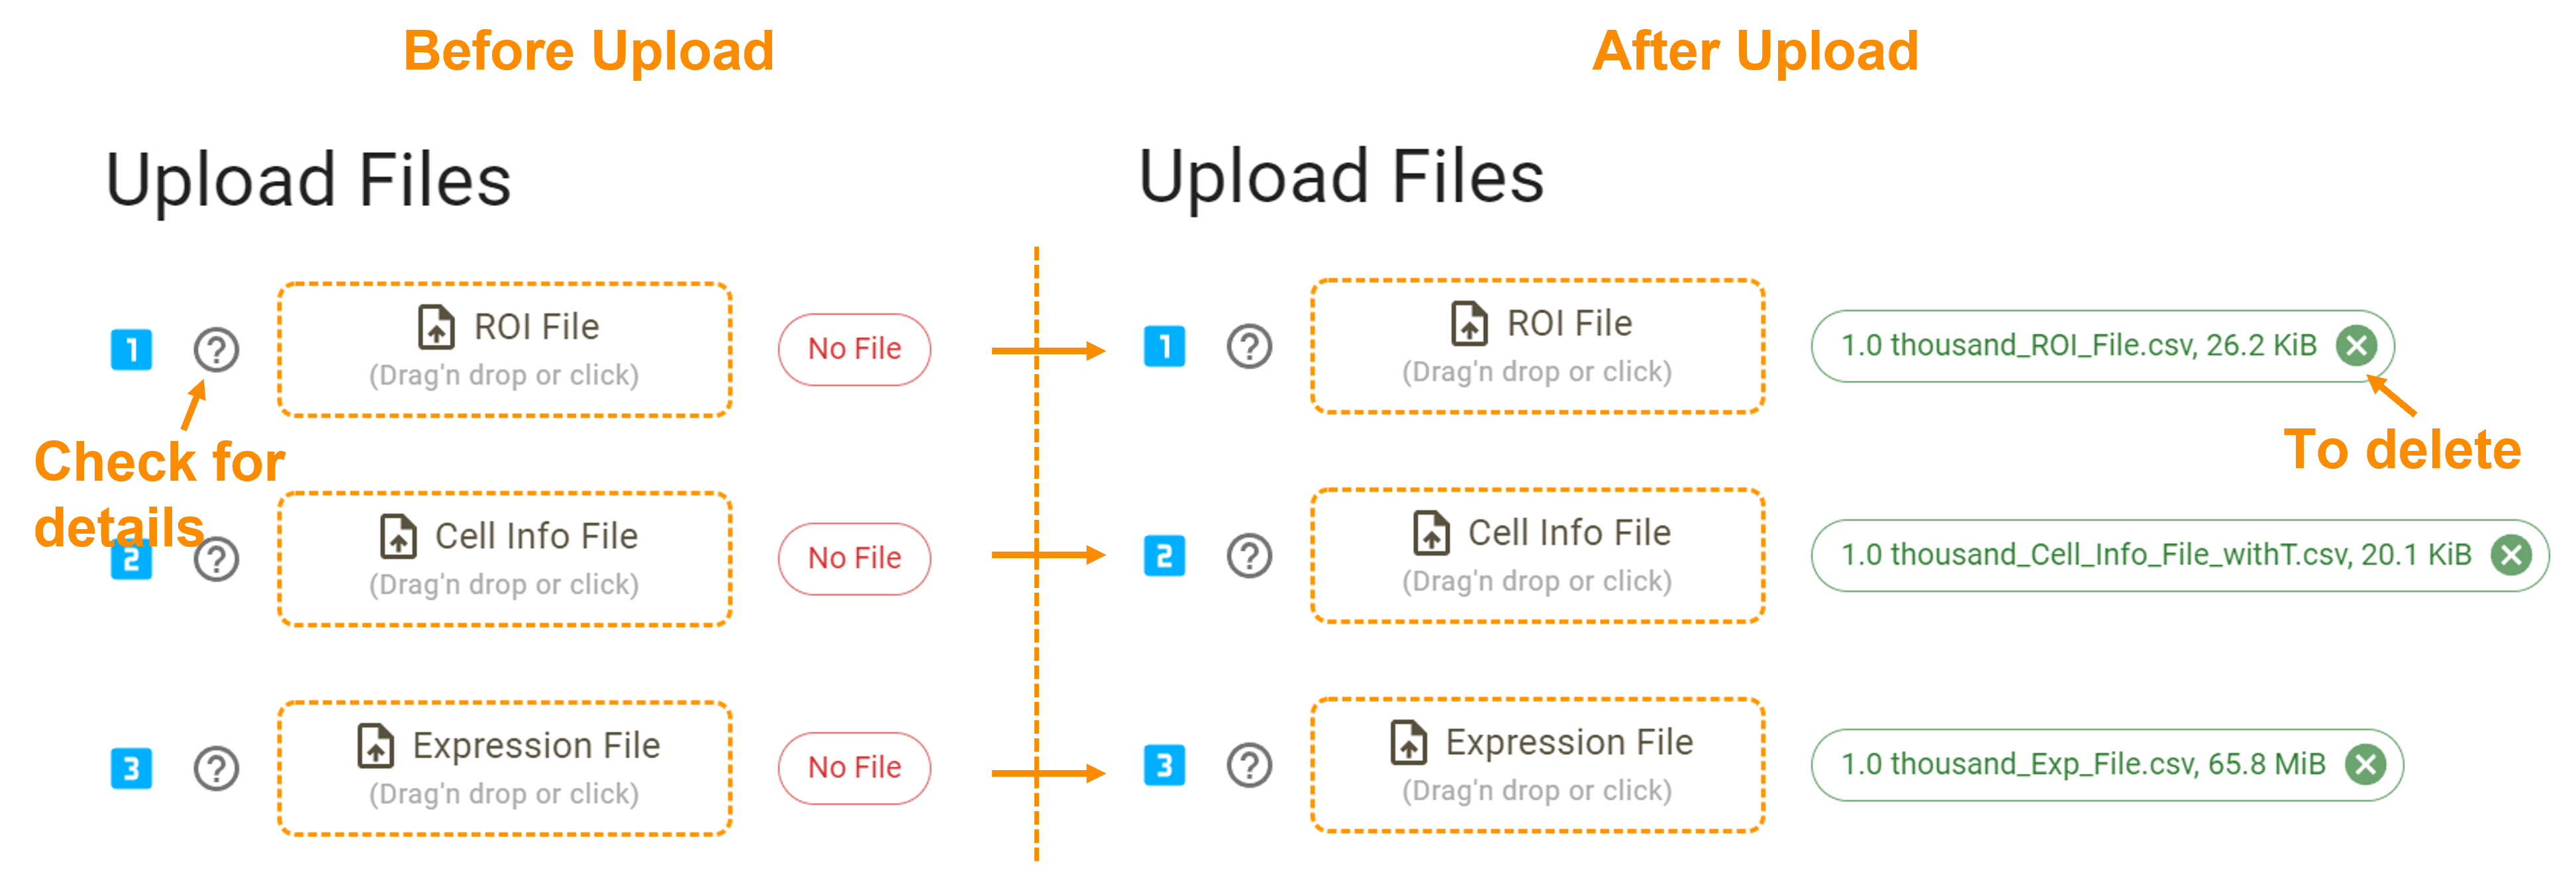 Before Upload
Upload Files
1 ? ROI File No File
(Drag'n drop or click)
Check for
details
2 ? Cell Info File No File
(Drag'n drop or click)
3 ? Expression File No File
(Drag'n drop or click)
After Upload
Upload Files
1 ? ROI File 1.0 thousand_ROI_File.csv, 26.2 KiB
(Drag'n drop or click)
To delete
2 ? Cell Info File 1.0 thousand_Cell_Info_File_withT.csv, 20.1 KiB
(Drag'n drop or click)
3 ? Expression File 1.0 thousand_Exp_File.csv, 65.8 MiB
(Drag'n drop or click)